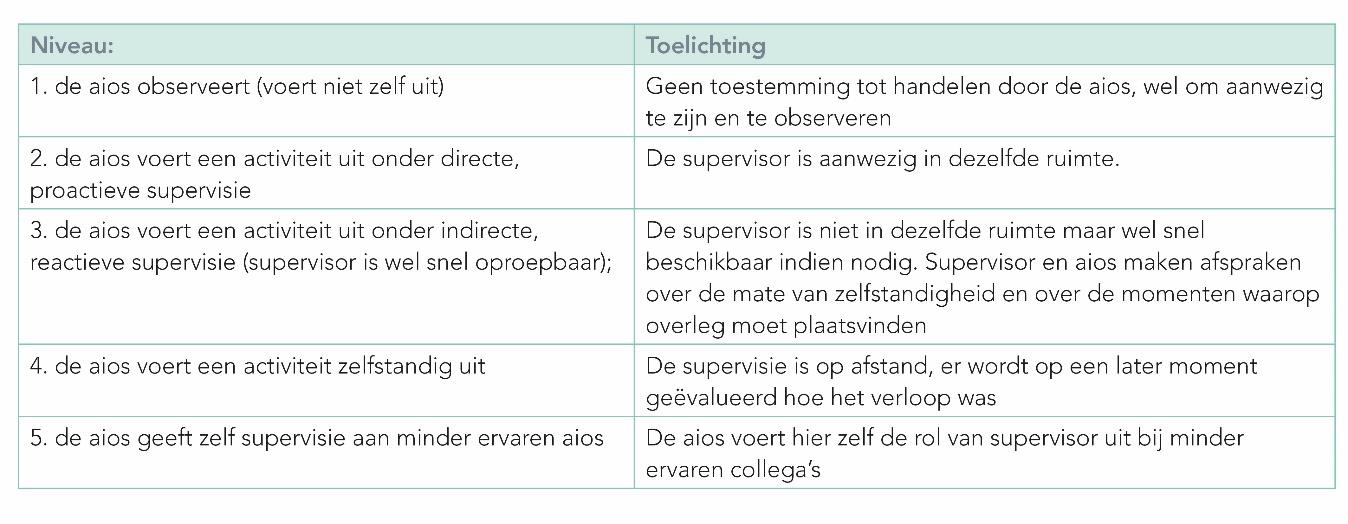 Niveau:
Toelichting
1. de aios observeert (voert niet zelf uit)
Geen toestemming tot handelen door de aios, wel om aanwezig
te zijn en te observeren
2. de aios voert een activiteit uit onder directe,
proactieve supervisie
De supervisor is aanwezig in dezelfde ruimte.
3. de aios voert een activiteit uit onder indirecte,
reactieve supervisie (supervisor is wel snel oproepbaar);
De supervisor is niet in dezelfde ruimte maar wel snel
beschikbaar indien nodig. Supervisor en aios maken afspraken
over de mate van zelfstandigheid en over de momenten waarop
overleg moet plaatsvinden
4. de aios voert een activiteit zelfstandig uit
De supervisie is op afstand, er wordt op een later moment
geëvalueerd hoe het verloop was
5. de aios geeft zelf supervisie aan minder ervaren aios
De aios voert hier zelf de rol van supervisor uit bij minder
ervaren collega's